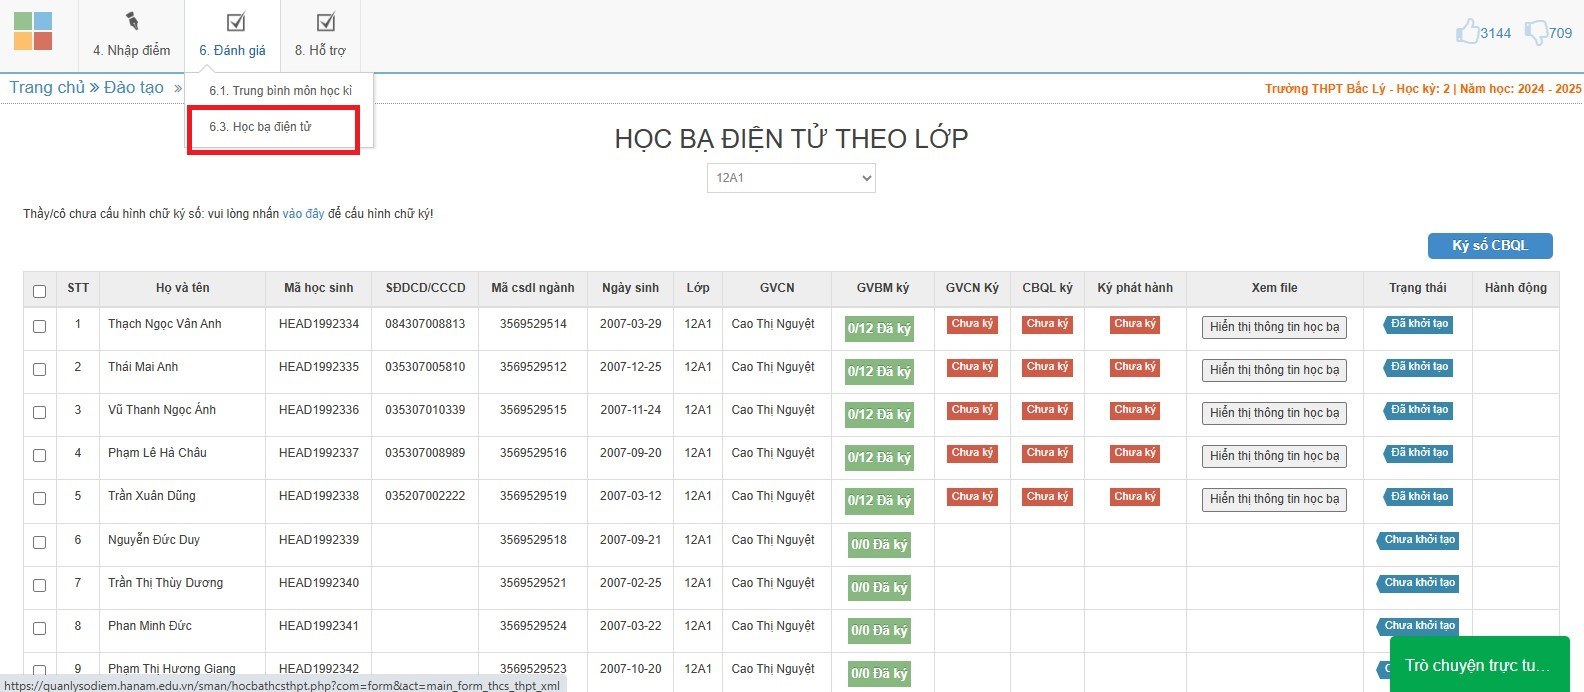 4. Nhập điểm
6. Đánh giá
8. Hỗ trợ
3144
709
Trang chủ » Đào tạo »
6.1. Trung bình môn học kì
6.3. Học bạ điện tử
Trường THPT Bắc Lý - Học kỳ: 2 | Năm học: 2024 - 2025
HỌC BẠ ĐIỆN TỬ THEO LỚP
12A1
Thầy/cô chưa cấu hình chữ ký số: vui lòng nhấn vào đây để cấu hình chữ ký!
Ký số CBQL
STT Họ và tên Mã học sinh SĐDCD/CCCD Mã csdl ngành Ngày sinh Lớp GVCN GVBM ký GVCN Ký CBQL ký Ký phát hành Xem file Trạng thái Hành động
1 Thạch Ngọc Vân Anh HEAD1992334 084307008813 3569529514 2007-03-29 12A1 Cao Thị Nguyệt 0/12 Đã ký Chưa ký Chưa ký Chưa ký Hiển thị thông tin học bạ Đã khởi tạo
2 Thái Mai Anh HEAD1992335 035307005810 3569529512 2007-12-25 12A1 Cao Thị Nguyệt 0/12 Đã ký Chưa ký Chưa ký Chưa ký Hiển thị thông tin học bạ Đã khởi tạo
3 Vũ Thanh Ngọc Ánh HEAD1992336 035307010339 3569529515 2007-11-24 12A1 Cao Thị Nguyệt 0/12 Đã ký Chưa ký Chưa ký Chưa ký Hiển thị thông tin học bạ Đã khởi tạo
4 Phạm Lê Hà Châu HEAD1992337 035307008989 3569529516 2007-09-20 12A1 Cao Thị Nguyệt 0/12 Đã ký Chưa ký Chưa ký Chưa ký Hiển thị thông tin học bạ Đã khởi tạo
5 Trần Xuân Dũng HEAD1992338 035207002222 3569529519 2007-03-12 12A1 Cao Thị Nguyệt 0/12 Đã ký Chưa ký Chưa ký Chưa ký Hiển thị thông tin học bạ Đã khởi tạo
6 Nguyễn Đức Duy HEAD1992339 3569529518 2007-09-21 12A1 Cao Thị Nguyệt 0/0 Đã ký Chưa khởi tạo
7 Trần Thị Thùy Dương HEAD1992340 3569529521 2007-02-25 12A1 Cao Thị Nguyệt 0/0 Đã ký Chưa khởi tạo
8 Phan Minh Đức HEAD1992341 3569529524 2007-03-22 12A1 Cao Thị Nguyệt 0/0 Đã ký Chưa khởi tạo
9 Phạm Thị Hương Giang HEAD1992342 3569529523 2007-10-20 12A1 Cao Thị Nguyệt 0/0 Đã ký
Trò chuyện trực tu...
https://quanlysodiem.hanam.edu.vn/sman/hocbathcsthpt.php?com=form&act=main_form_thcs_thpt_xml